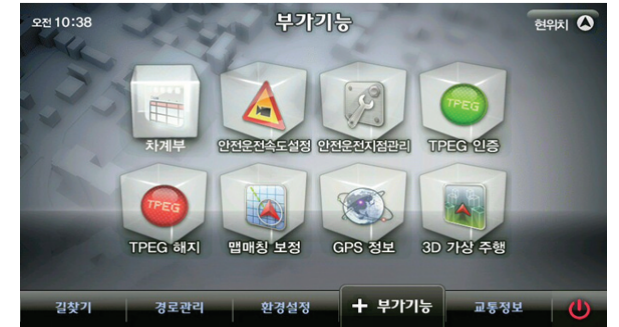 오전 10:38
부가기능
현위치
TPEG
차계부
안전운전속도설정
안전운전지점관리
TPEG 인증
TPEG
TPEG 해지
맵매칭 보정
GPS 정보
3D 가상 주행
길찾기
경로관리
환경설정
+ 부가기능
교통정보